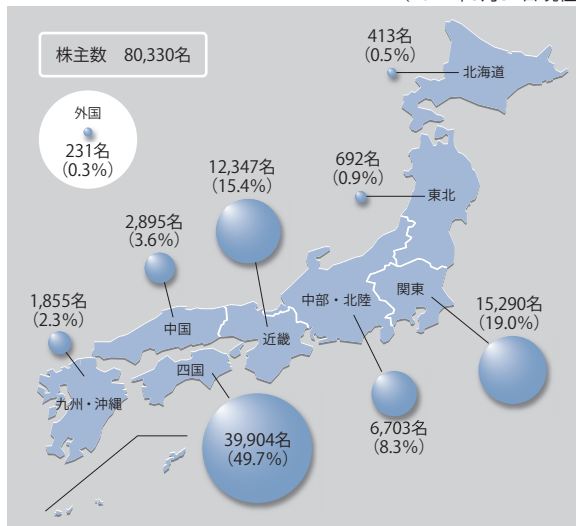 株主数 80,330名
413名
(0.5%)
北海道
外国
231名
(0.3%)
12,347名
(15.4%)
692名
(0.9%)
東北
2,895名
(3.6%)
1,855名
(2.3%)
中部・北陸
関東
15,290名
(19.0%)
中国
近畿
四国
九州・沖縄
39,904名
(49.7%)
6,703名
(8.3%)